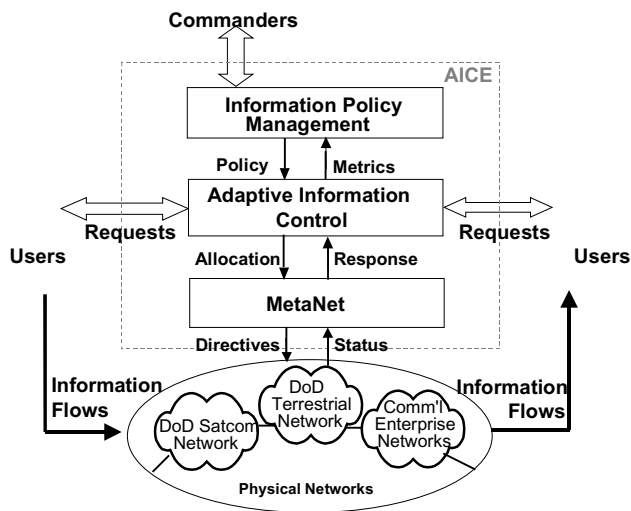 Commanders
AICE
Information Policy
Management
Policy
Metrics
Adaptive Information
Control
Requests
Requests
Users
Users
Allocation
Response
MetaNet
Directives
Status
Information
Flows
Information
Flows
DoD
Terrestrial
Network
DoD Satcom
Network
Comm'l
Enterprise
Networks
Physical Networks